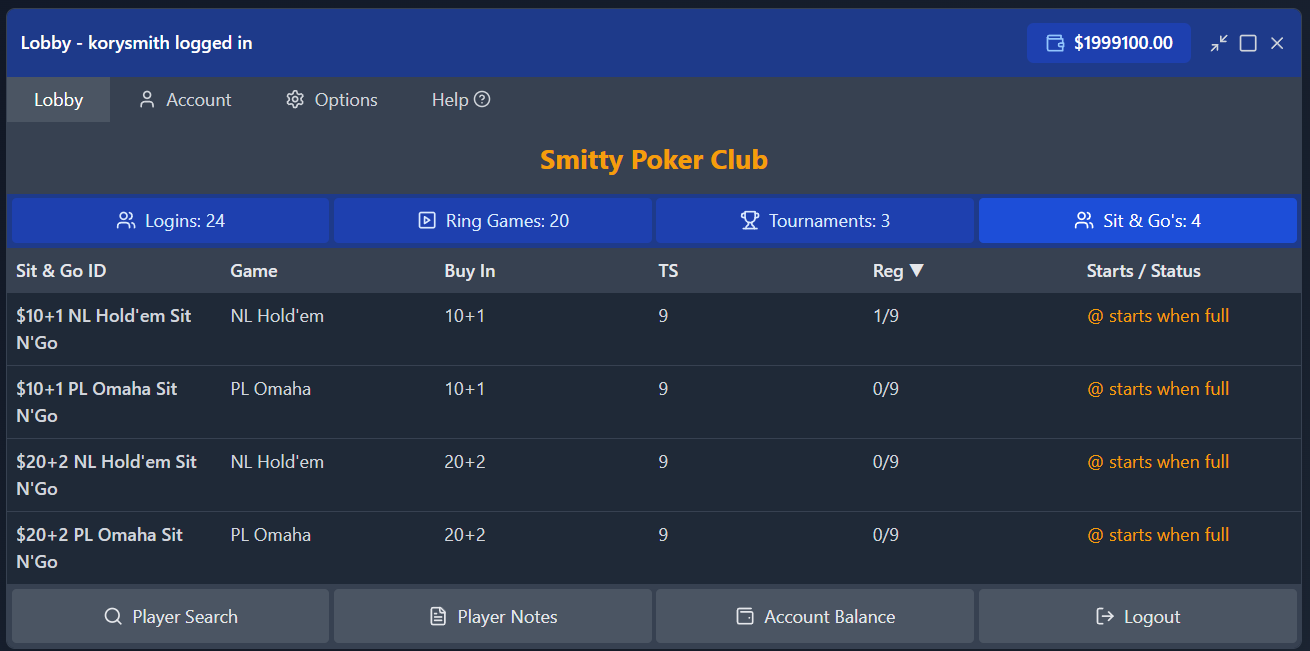 Lobby - korysmith logged in
$1999100.00
Lobby Account Options Help
Smitty Poker Club
Logins: 24 Ring Games: 20 Tournaments: 3 Sit & Go's: 4
Sit & Go ID Game Buy In TS Reg ▼ Starts / Status
$10+1 NL Hold'em Sit NL Hold'em 10+1 9 1/9 @ starts when full
N'Go
$10+1 PL Omaha Sit PL Omaha 10+1 9 0/9 @ starts when full
N'Go
$20+2 NL Hold'em Sit NL Hold'em 20+2 9 0/9 @ starts when full
N'Go
$20+2 PL Omaha Sit PL Omaha 20+2 9 0/9 @ starts when full
N'Go
Player Search Player Notes Account Balance Logout